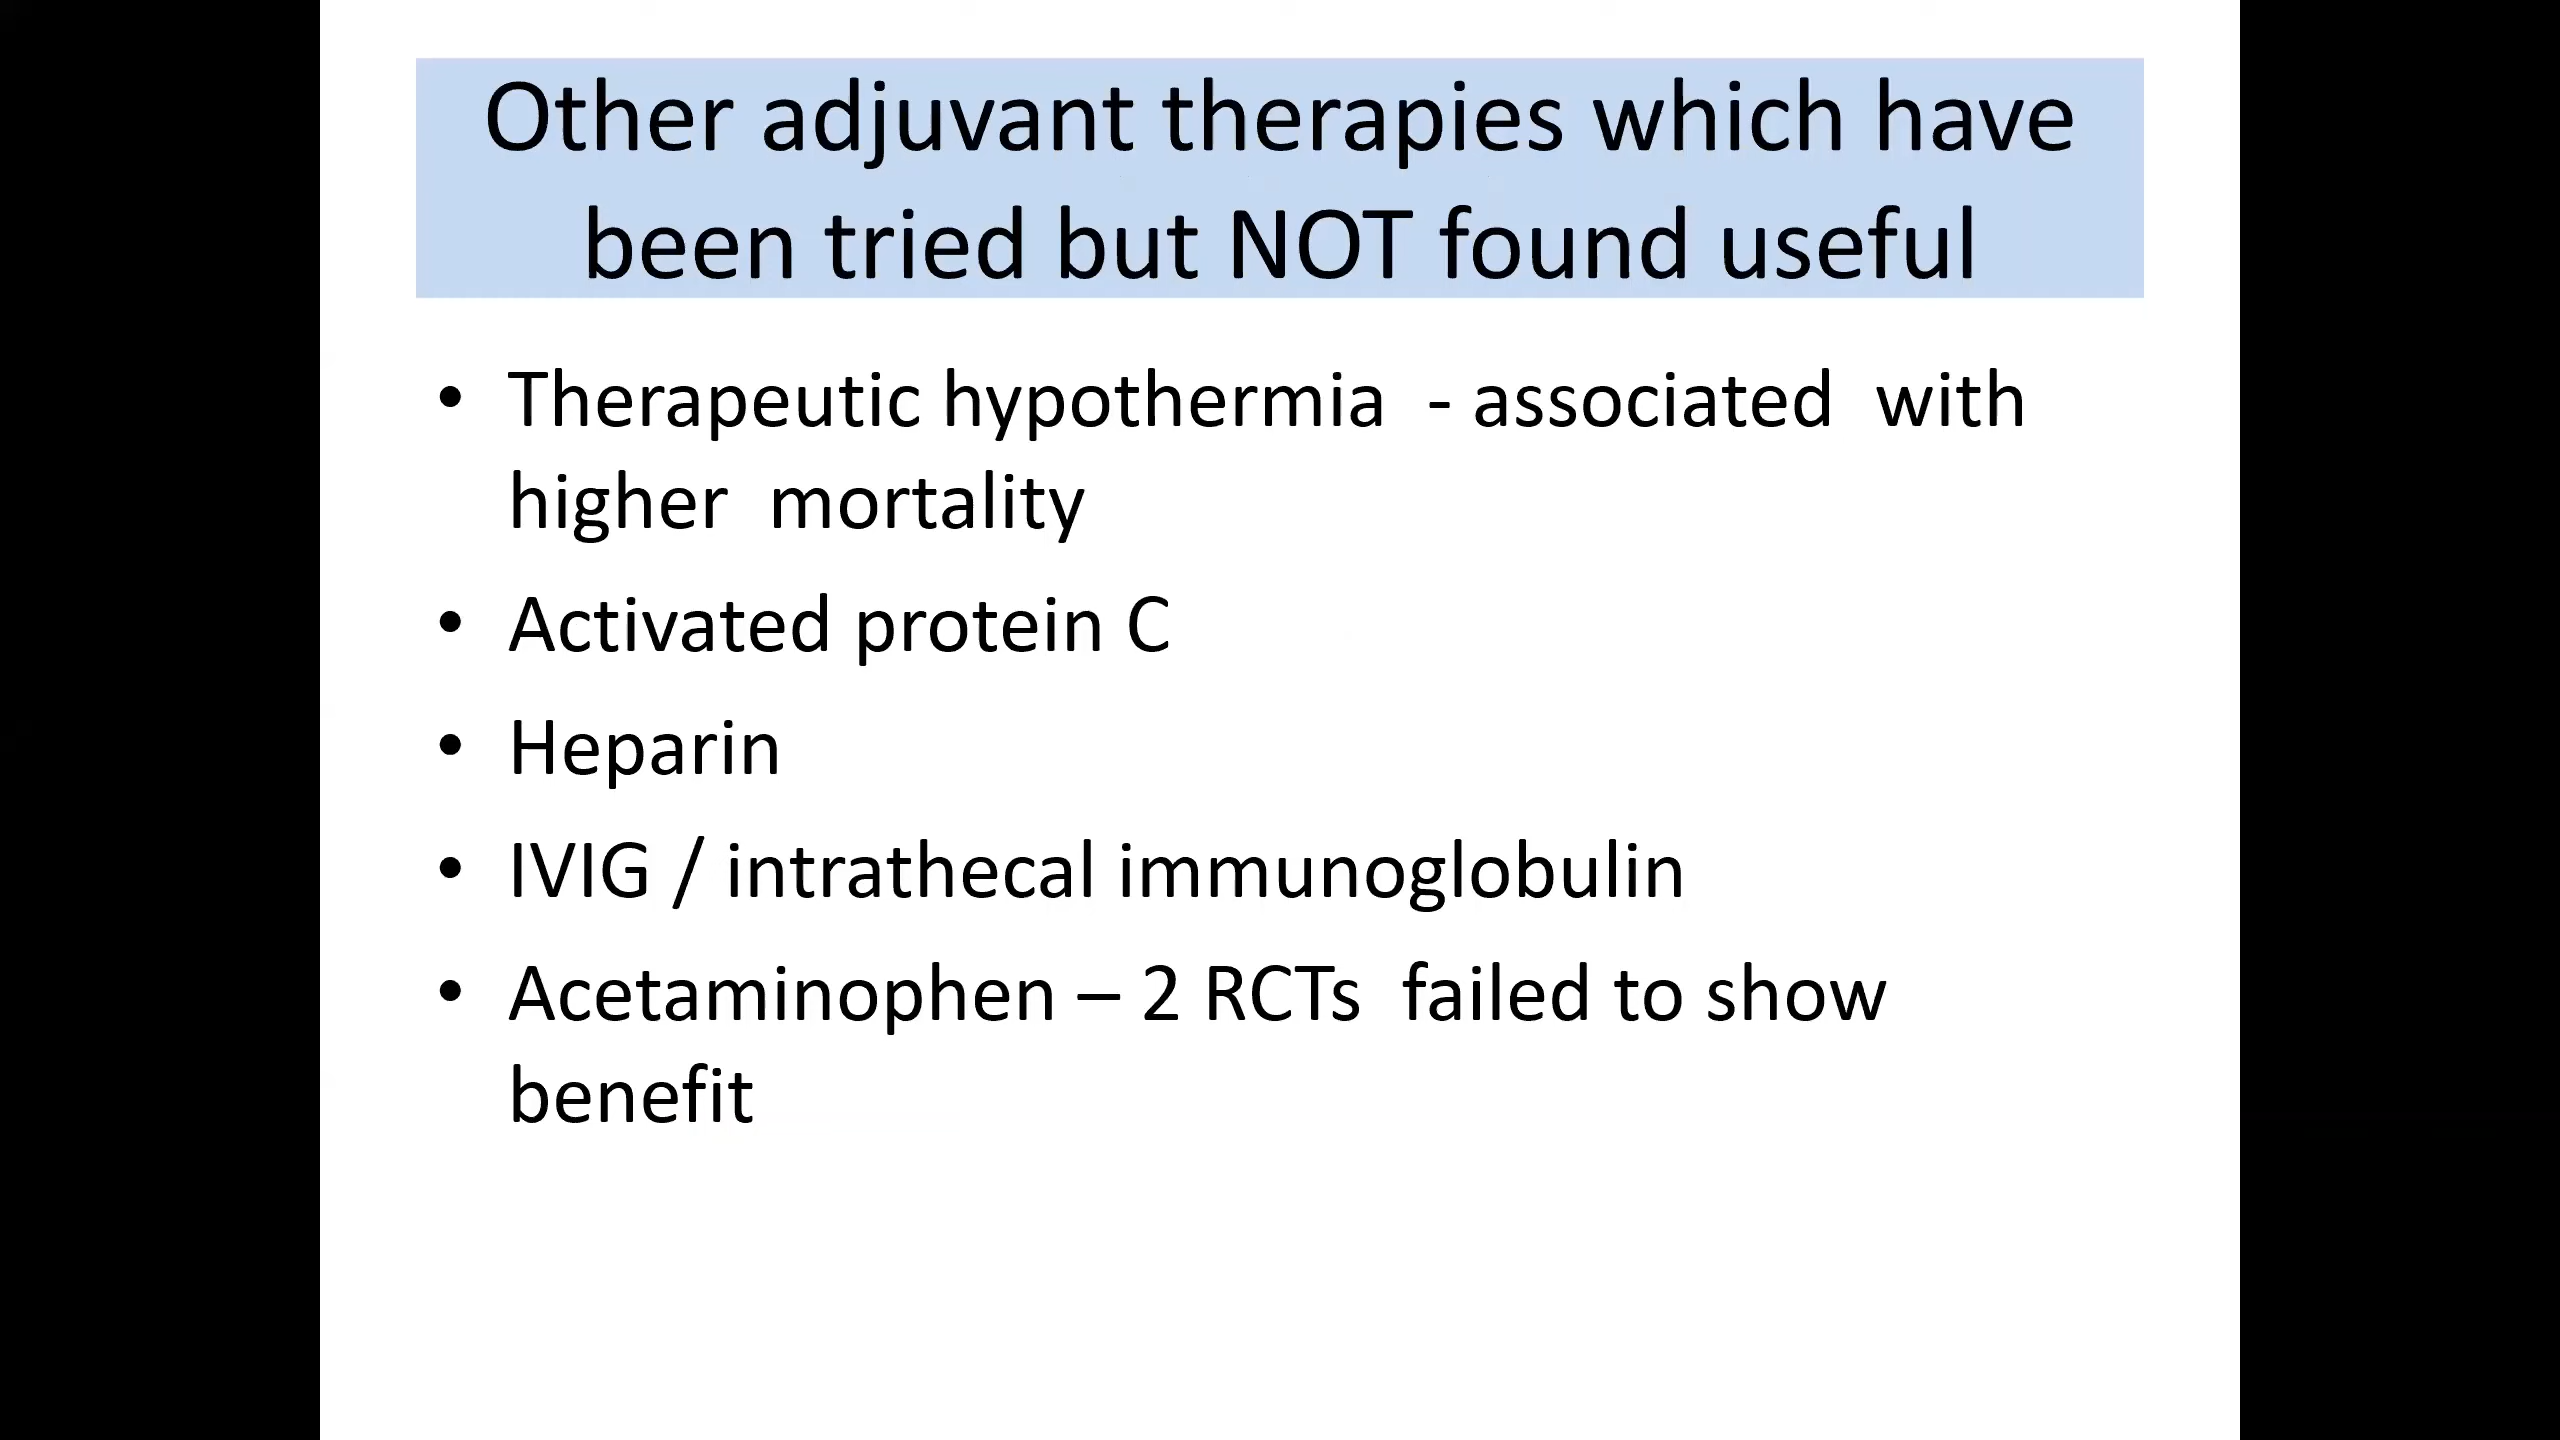 Other adjuvant therapies which have
been tried but NOT found useful
• Therapeutic hypothermia  - associated  with
higher  mortality
• Activated protein C
• Heparin
• IVIG / intrathecal immunoglobulin
• Acetaminophen – 2 RCTs  failed to show
benefit